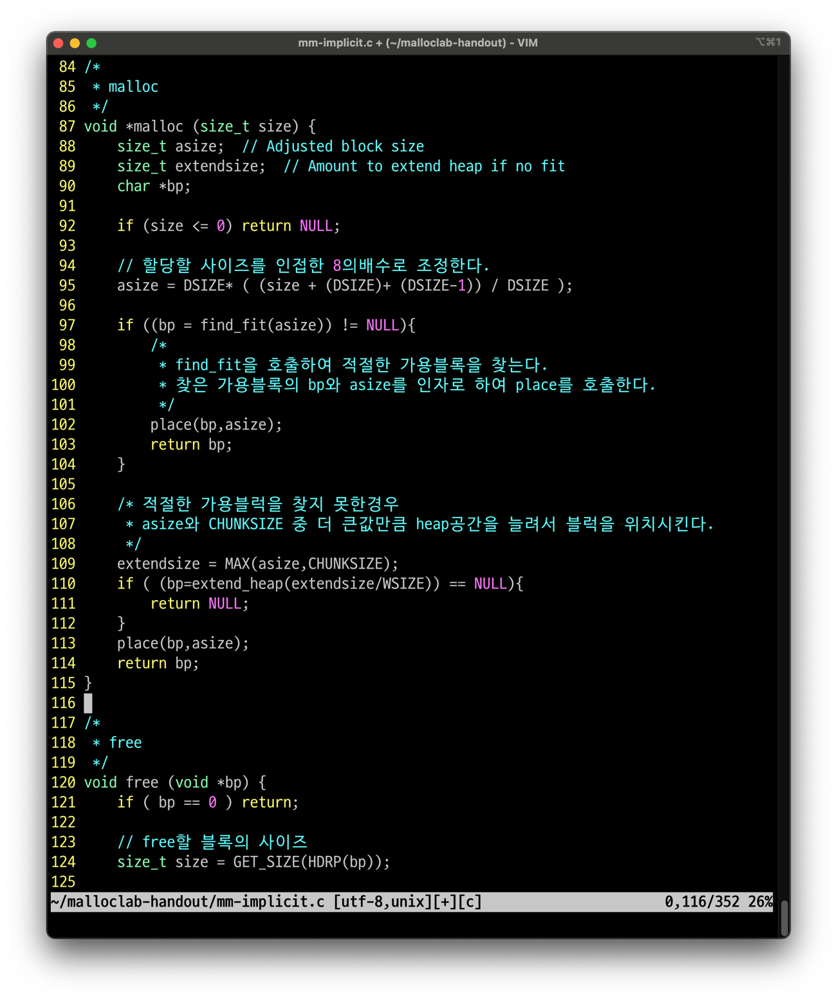 mm-implicit.c + (~/malloclab-handout) - VIM
⌥⌘1
84 /*
85  * malloc
86  */
87 void *malloc (size_t size) {
88     size_t asize;  // Adjusted block size
89     size_t extendsize;  // Amount to extend heap if no fit
90     char *bp;
91
92     if (size <= 0) return NULL;
93
94     // 할당할 사이즈를 인접한 8의배수로 조정한다.
95     asize = DSIZE* ( (size + (DSIZE)+ (DSIZE-1)) / DSIZE );
96
97     if ((bp = find_fit(asize)) != NULL){
98         /*
99          * find_fit을 호출하여 적절한 가용블록을 찾는다.
100          * 찾은 가용블록의 bp와 asize를 인자로 하여 place를 호출한다.
101          */
102         place(bp,asize);
103         return bp;
104     }
105
106     /* 적절한 가용블럭을 찾지 못한경우
107      * asize와 CHUNKSIZE 중 더 큰값만큼 heap공간을 늘려서 블럭을 위치시킨다.
108      */
109     extendsize = MAX(asize,CHUNKSIZE);
110     if ( (bp=extend_heap(extendsize/WSIZE)) == NULL){
111         return NULL;
112     }
113     place(bp,asize);
114     return bp;
115 }
116
117 /*
118  * free
119  */
120 void free (void *bp) {
121     if ( bp == 0 ) return;
122
123     // free할 블록의 사이즈
124     size_t size = GET_SIZE(HDRP(bp));
125
~/malloclab-handout/mm-implicit.c [utf-8,unix][+][c] 0,116/352 26%